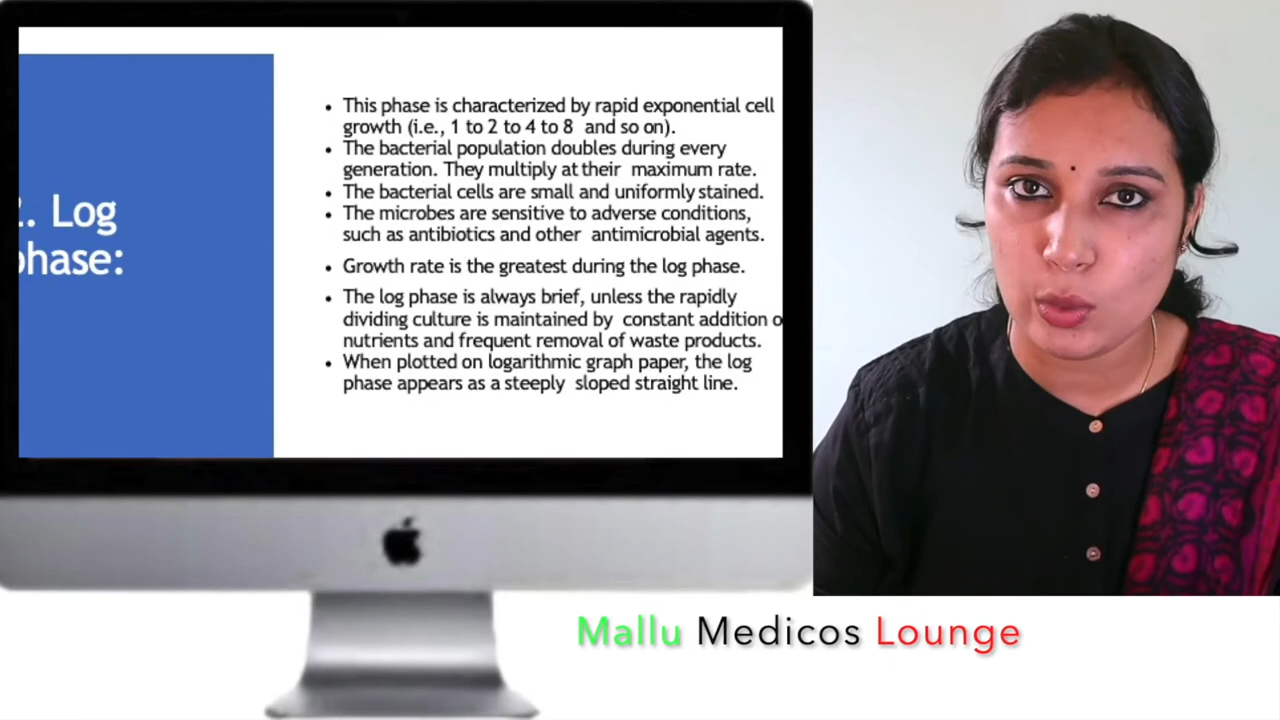 . Log
phase:
• This phase is characterized by rapid exponential cell
growth (i.e., 1 to 2 to 4 to 8 and so on).
• The bacterial population doubles during every
generation. They multiply at their maximum rate.
• The bacterial cells are small and uniformly stained.
• The microbes are sensitive to adverse conditions,
such as antibiotics and other antimicrobial agents.
• Growth rate is the greatest during the log phase.
• The log phase is always brief, unless the rapidly
dividing culture is maintained by constant addition o
nutrients and frequent removal of waste products.
• When plotted on logarithmic graph paper, the log
phase appears as a steeply sloped straight line.
Mallu Medicos Lounge